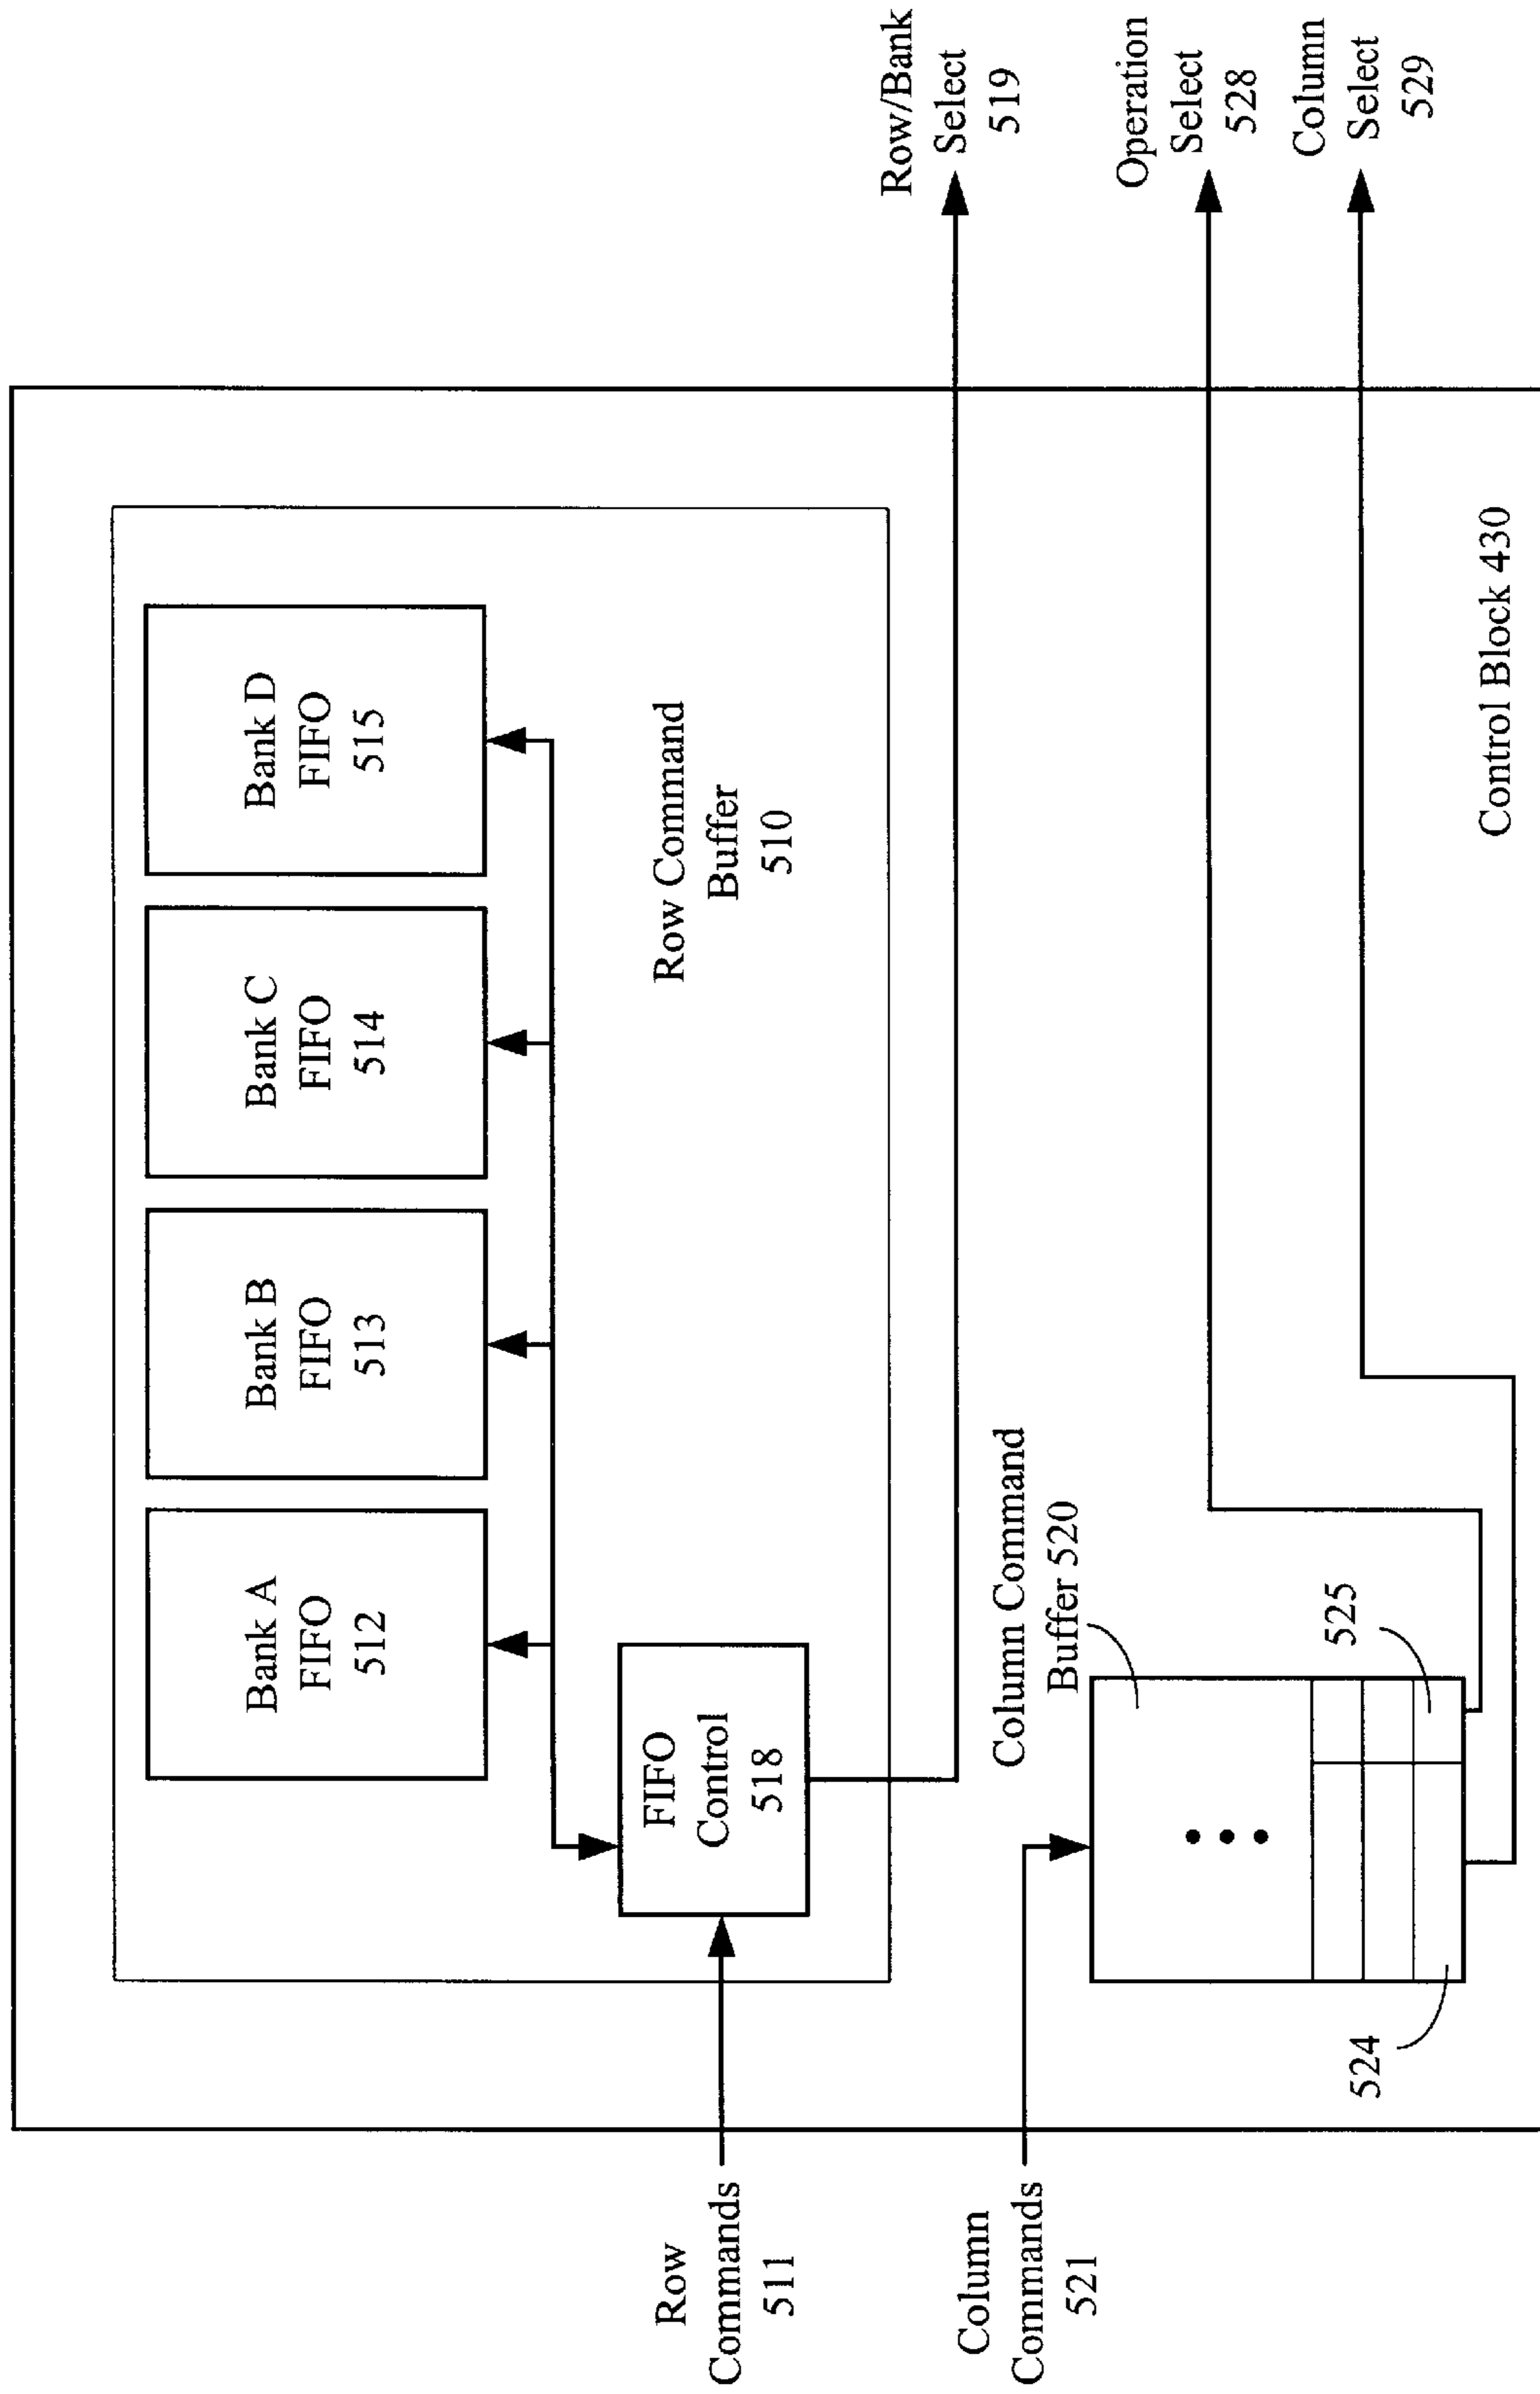 Bank A
FIFO
512
Bank B
FIFO
513
Bank C
FIFO
514
Bank D
FIFO
515
Row
Commands
511
FIFO
Control
518
Row Command
Buffer
510
Row/Bank
Select
519
Column
Commands
521
Column Command
Buffer 520
Operation
Select
528
524
525
Column
Select
529
Control Block 430